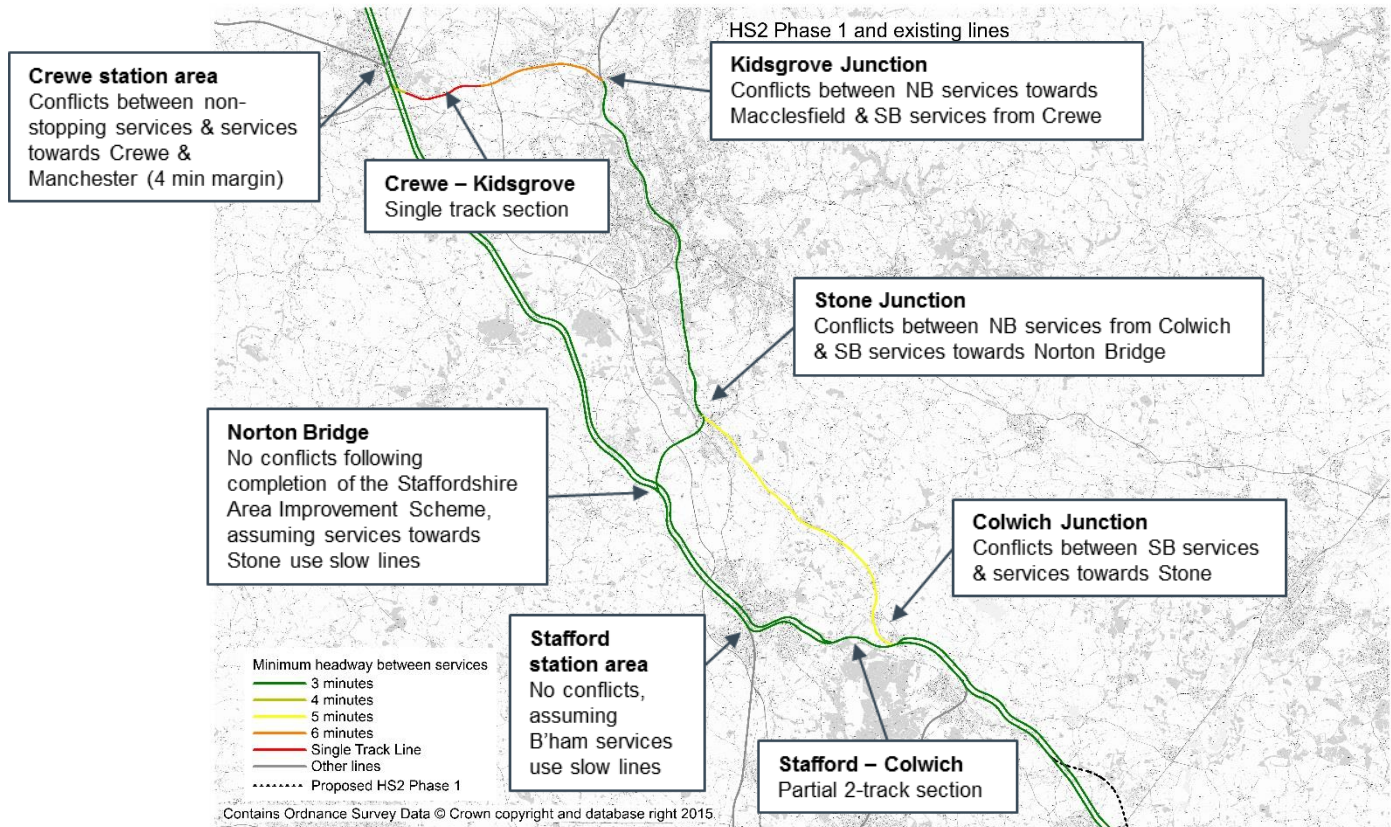 HS2 Phase 1 and existing lines
Crewe station area
Conflicts between non-
stopping services & services
towards Crewe &
Manchester (4 min margin)
Kidsgrove Junction
Conflicts between NB services towards
Macclesfield & SB services from Crewe
Crewe – Kidsgrove
Single track section
Stone Junction
Conflicts between NB services from Colwich
& SB services towards Norton Bridge
Norton Bridge
No conflicts following
completion of the Staffordshire
Area Improvement Scheme,
assuming services towards
Stone use slow lines
Colwich Junction
Conflicts between SB services
& services towards Stone
Stafford
station area
No conflicts,
assuming
B'ham services
use slow lines
Stafford – Colwich
Partial 2-track section
Minimum headway between services
3 minutes
4 minutes
5 minutes
6 minutes
Single Track Line
Other lines
Proposed HS2 Phase 1
Contains Ordnance Survey Data © Crown copyright and database right 2015